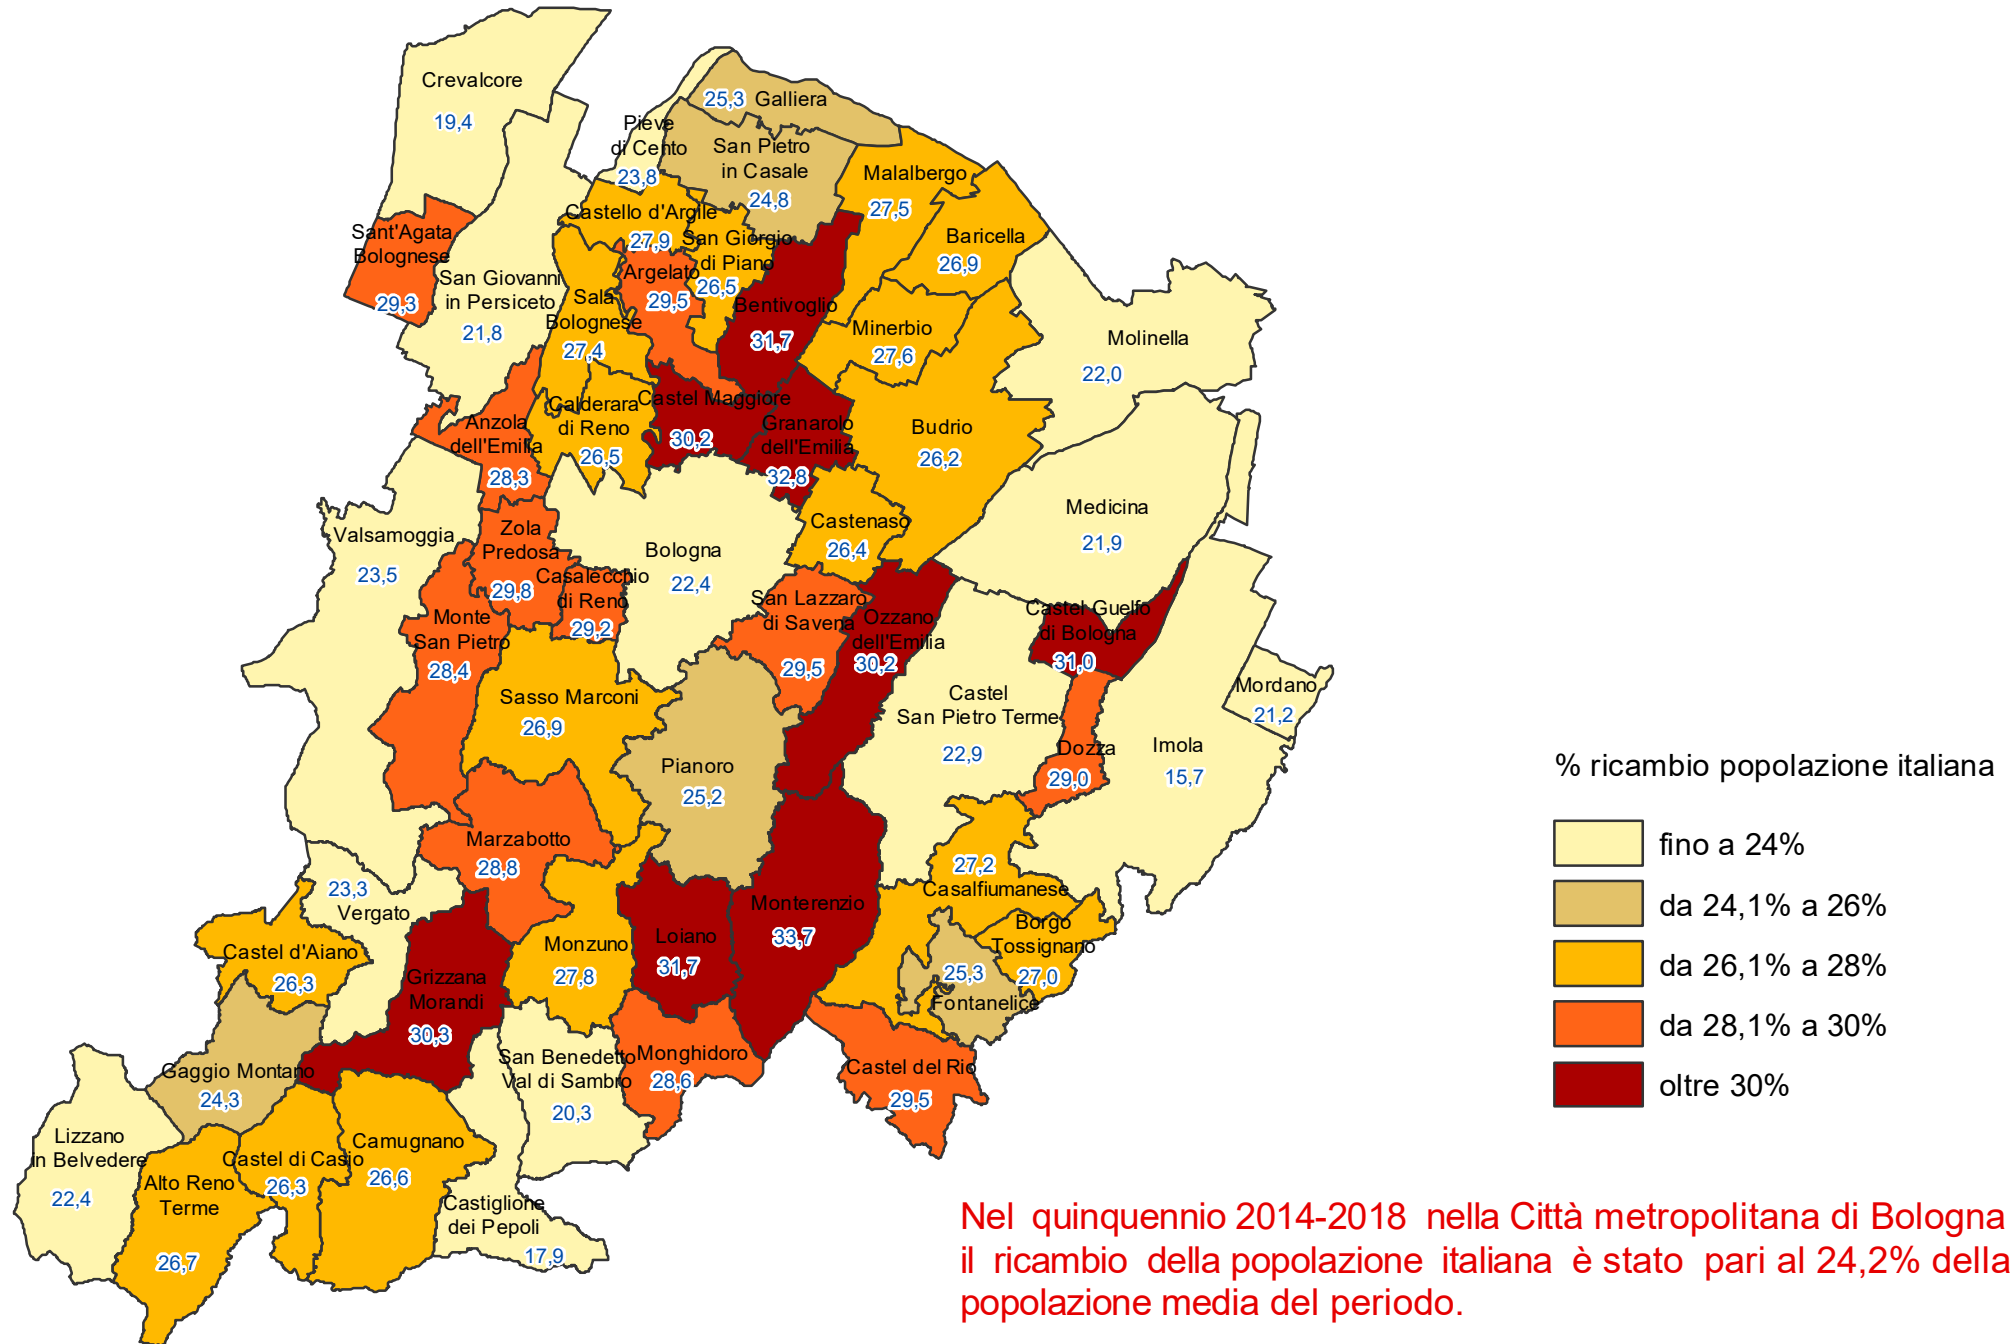 Crevalcore
19,4
25,3 Galliera
Pieve
di Cento
23,8
San Pietro
in Casale
24,8
Malalbergo
27,5
Castello d'Argile
27,9
Sant'Agata
Bolognese
29,3
San Giorgio
di Piano
26,5
Baricella
26,9
San Giovanni
in Persiceto
21,8
Argelato
29,5
Sala
Bolognese
27,4
Bentivoglio
31,7
Minerbio
27,6
Molinella
22,0
Castel Maggiore
30,2
Calderara
di Reno
26,5
Anzola
dell'Emilia
28,3
Granarolo
dell'Emilia
32,8
Budrio
26,2
Medicina
21,9
Castenaso
26,4
Valsamoggia
23,5
Zola
Predosa
29,8
Bologna
22,4
Casalecchio
di Reno
29,2
San Lazzaro
di Savena
29,5
Ozzano
dell'Emilia
30,2
Castel Guelfo
di Bologna
31,0
Monte
San Pietro
28,4
Sasso Marconi
26,9
Castel
San Pietro Terme
22,9
Mordano
21,2
Pianoro
25,2
Dozza
29,0
Imola
15,7
Marzabotto
28,8
27,2
Casalfiumanese
23,3
Vergato
Monterenzio
33,7
Borgo
Tossignano
27,0
Castel d'Aiano
26,3
Monzuno
27,8
Loiano
31,7
25,3
Fontanelice
Grizzana
Morandi
30,3
San Benedetto
Val di Sambro
20,3
Monghidoro
28,6
Castel del Rio
29,5
Gaggio Montano
24,3
Lizzano
in Belvedere
22,4
Camugnano
26,6
Castel di Casio
26,3
Alto Reno
Terme
26,7
Castiglione
dei Pepoli
17,9
% ricambio popolazione italiana
fino a 24%
da 24,1% a 26%
da 26,1% a 28%
da 28,1% a 30%
oltre 30%
Nel quinquennio 2014-2018 nella Città metropolitana di Bologna
il ricambio della popolazione italiana è stato pari al 24,2% della
popolazione media del periodo.